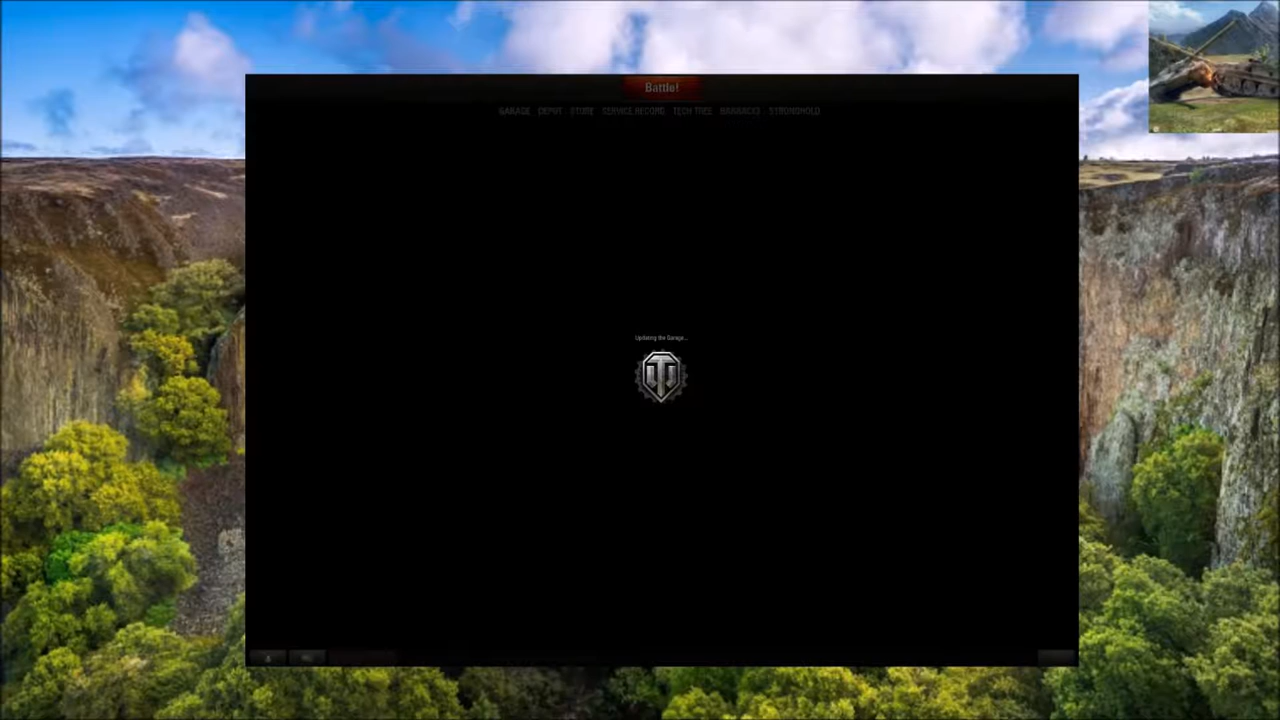 Battle!
GARAGE DEPOT STORE SERVICE RECORD TECH TREE BARRACKS STRONGHOLD
Updating the Garage...